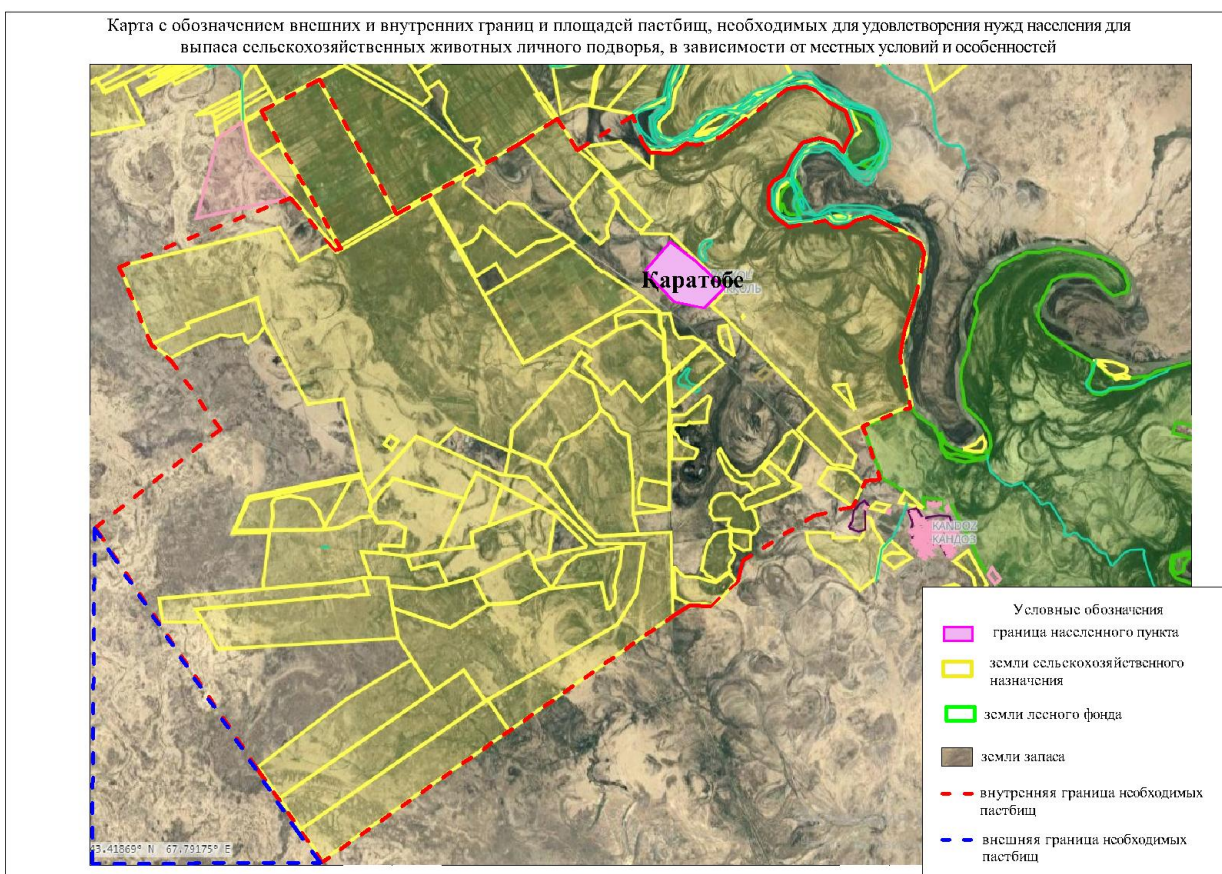 Карта с обозначением внешних и внутренних границ и площадей пастбищ, необходимых для удовлетворения нужд населения для
выпаса сельскохозяйственных животных личного подворья, в зависимости от местных условий и особенностей
Қаратөбе
KANDOZ
КАНДОЗ
Условные обозначения
граница населенного пункта
земли сельскохозяйственного
назначения
земли лесного фонда
земли запаса
внутренняя граница необходимых
пастбищ
внешняя граница необходимых
пастбищ
3.41869° N 67.79175° E